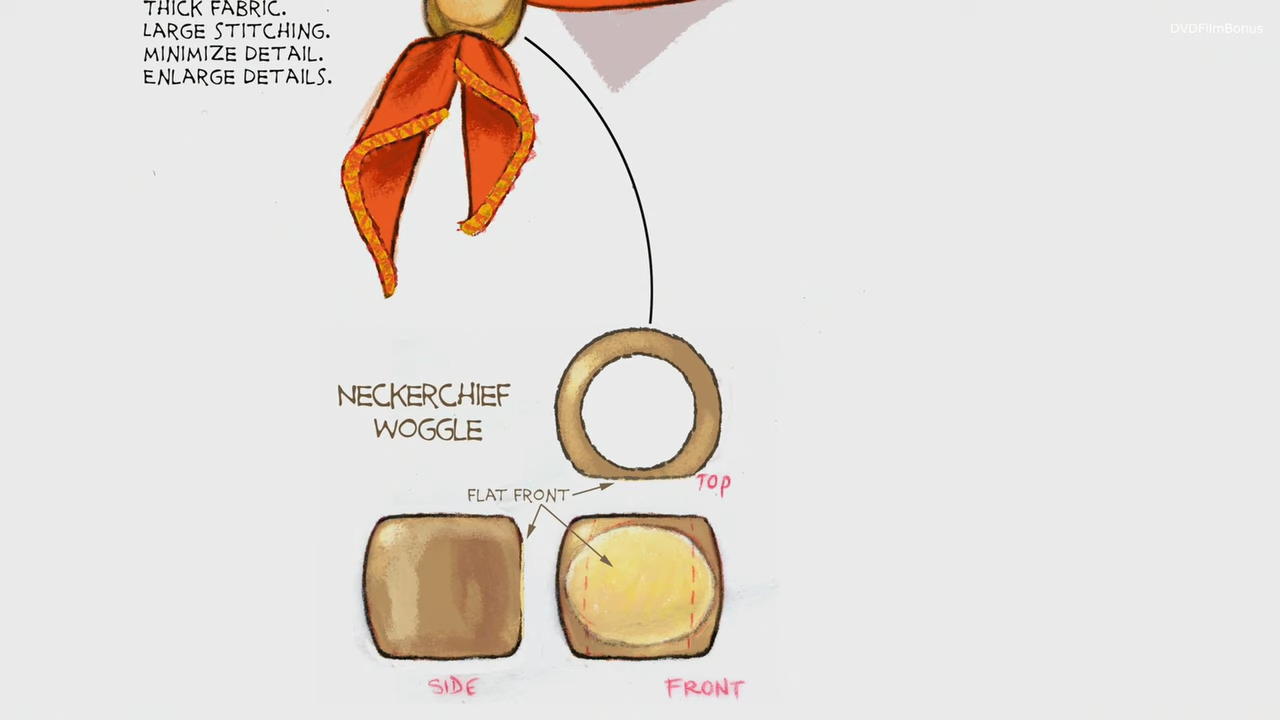 THICK FABRIC.
LARGE STITCHING.
MINIMIZE DETAIL.
ENLARGE DETAILS.
DVDFilmBonus
NECKERCHIEF
WOGGLE
TOP
FLAT FRONT
SIDE
FRONT